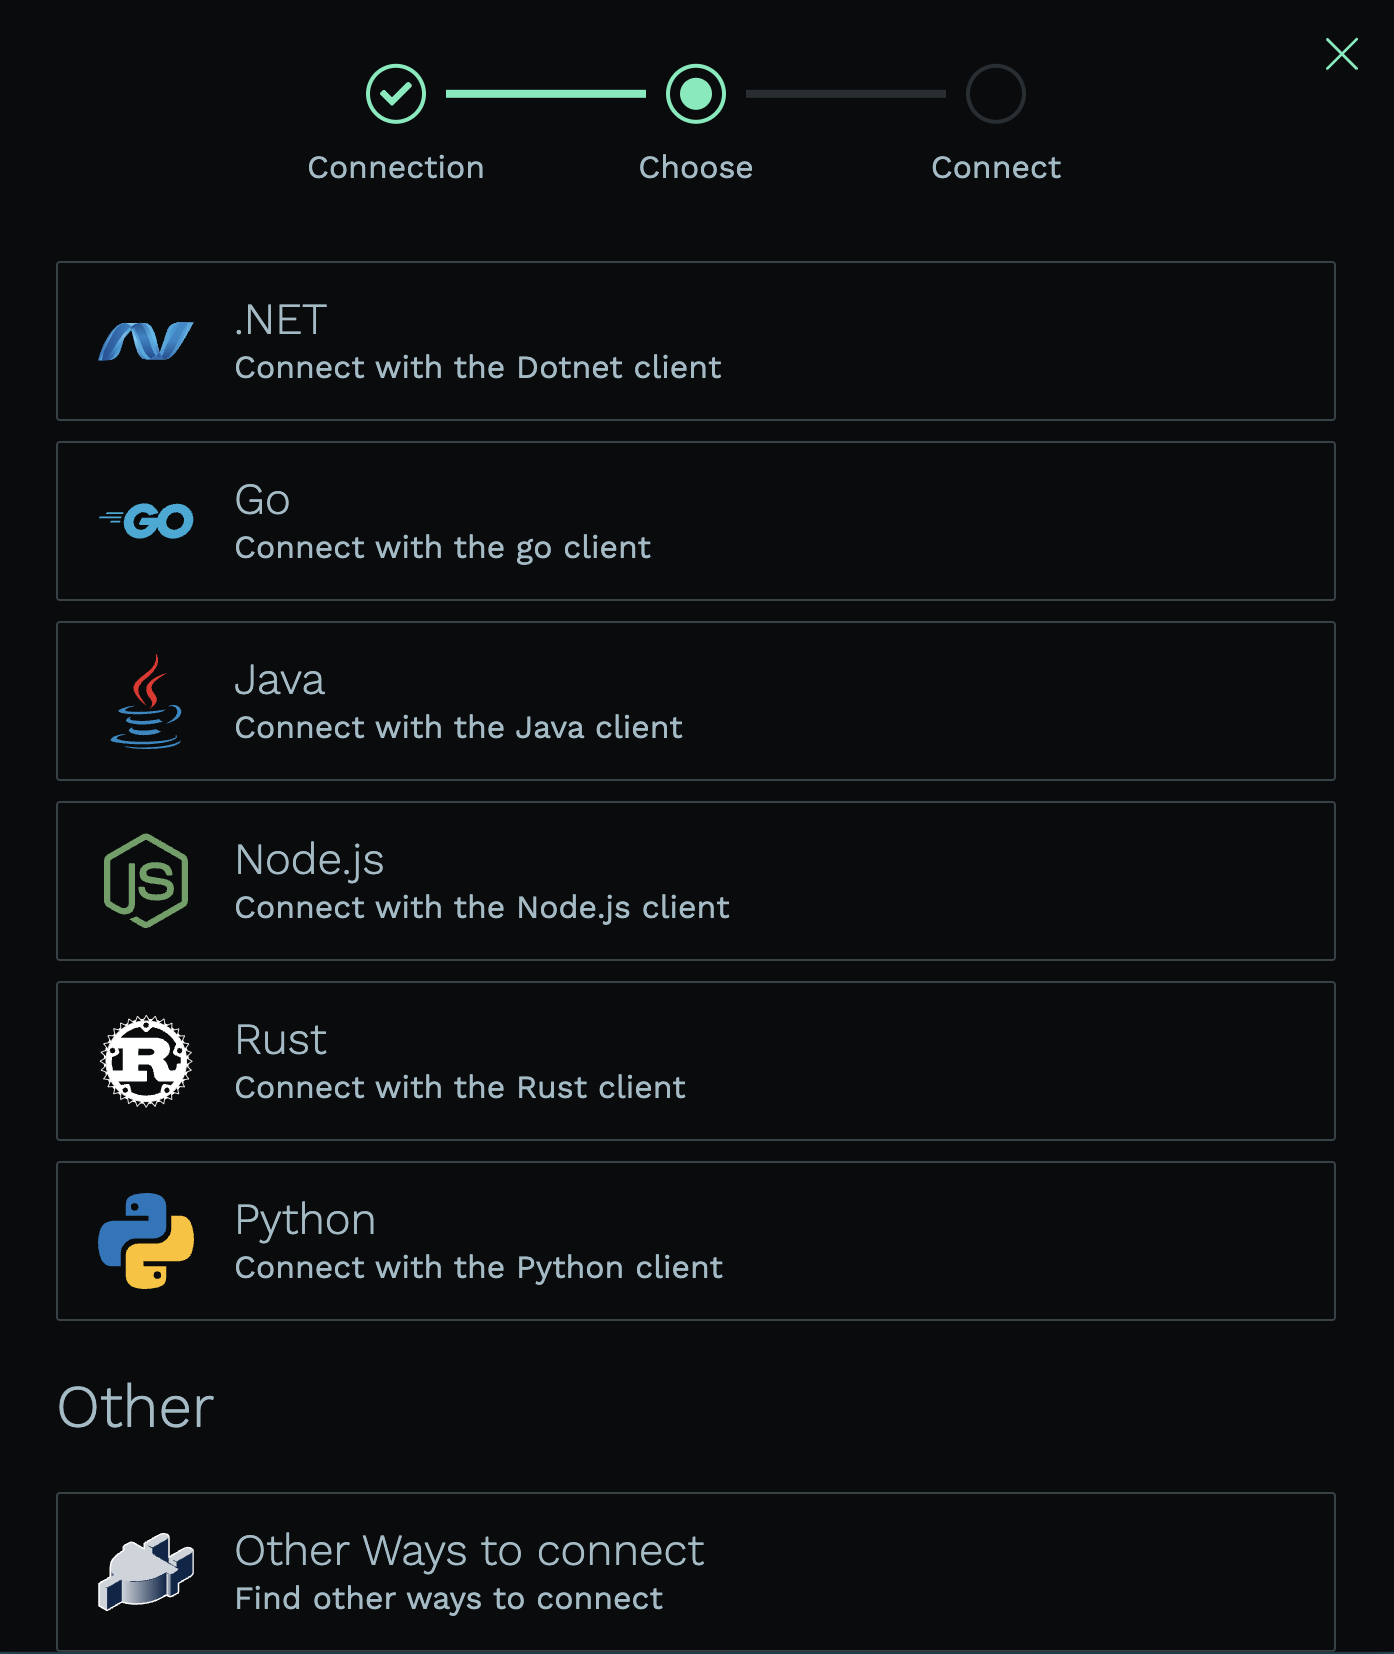 Connection
Choose
Connect
.NET
Connect with the Dotnet client
GO
Go
Connect with the go client
Java
Connect with the Java client
JS
Node.js
Connect with the Node.js client
R
Rust
Connect with the Rust client
Python
Connect with the Python client
Other
Other Ways to connect
Find other ways to connect